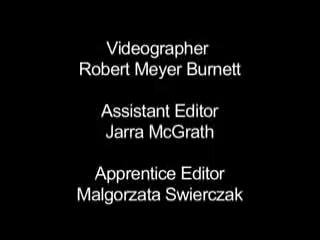 Videographer
Robert Meyer Burnett
Assistant Editor
Jarra McGrath
Apprentice Editor
Malgorzata Swierczak